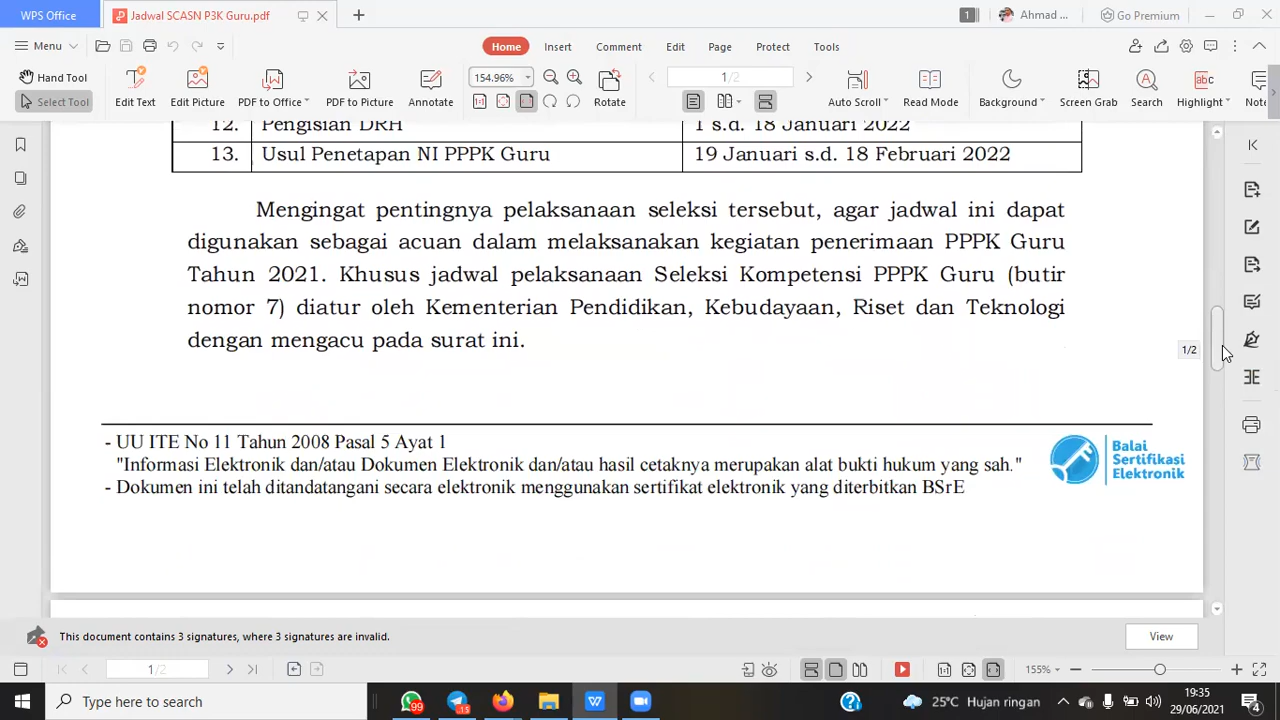 WPS Office
Jadwal SCASN P3K Guru.pdf
1
Ahmad ...
Go Premium
Menu
Home
Insert
Comment
Edit
Page
Protect
Tools
Hand Tool
Select Tool
Edit Text
Edit Picture
PDF to Office
PDF to Picture
Annotate
154.96%
Rotate
1/2
Auto Scroll
Read Mode
Background
Screen Grab
Search
Highlight
Note
12. Pengisian DRH 1 s.d. 18 Januari 2022
13. Usul Penetapan NI PPPK Guru 19 Januari s.d. 18 Februari 2022
Mengingat pentingnya pelaksanaan seleksi tersebut, agar jadwal ini dapat
digunakan sebagai acuan dalam melaksanakan kegiatan penerimaan PPPK Guru
Tahun 2021. Khusus jadwal pelaksanaan Seleksi Kompetensi PPPK Guru (butir
nomor 7) diatur oleh Kementerian Pendidikan, Kebudayaan, Riset dan Teknologi
dengan mengacu pada surat ini.
1/2
- UU ITE No 11 Tahun 2008 Pasal 5 Ayat 1
"Informasi Elektronik dan/atau Dokumen Elektronik dan/atau hasil cetaknya merupakan alat bukti hukum yang sah."
- Dokumen ini telah ditandatangani secara elektronik menggunakan sertifikat elektronik yang diterbitkan BSrE
Balai
Sertifikasi
Elektronik
This document contains 3 signatures, where 3 signatures are invalid.
View
1/2
155%
Type here to search
99
15
25°C Hujan ringan
19:35
29/06/2021
4